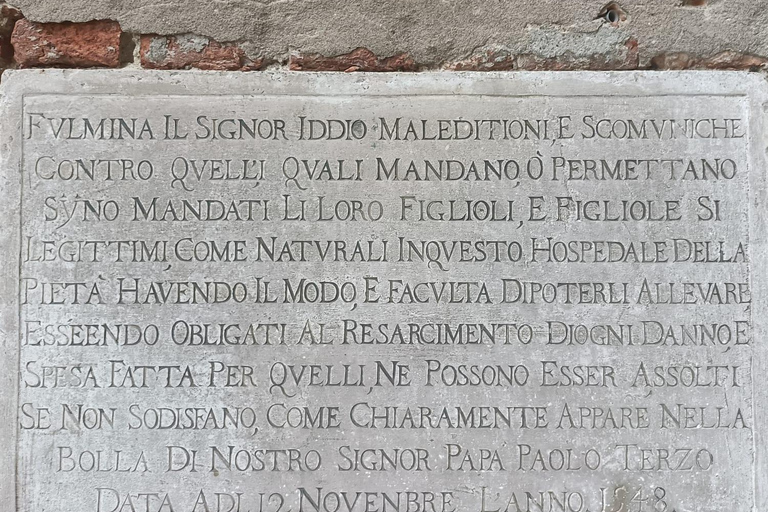 FVLMINA IL SIGNOR IDDIO MALEDITIONI, E SCOMVNICHE
CONTRO QVELLI, I QVALI MANDANO, Ò PERMETTANO
SYNO MANDATI LI LORO FIGLIOLI, E FIGLIOLE SI
LEGITTIMI, COME NATVRALI INQVESTO HOSPEDALE DELLA
PIETÀ HAVENDO IL MODO, E FACVLTA DIPOTERLI ALLEVARE
ESSEENDO OBLIGATI AL RESARCIMENTO DIOGNI DANNO, E
SPESA FATTA PER QVELLI, NE POSSONO ESSER ASSOLTI
SE NON SODISFANO, COME CHIARAMENTE APPARE NELLA
BOLLA DI NOSTRO SIGNOR PAPA PAOLO TERZO
DATA ADI 12 NOVENBRE L'ANNO 1548.